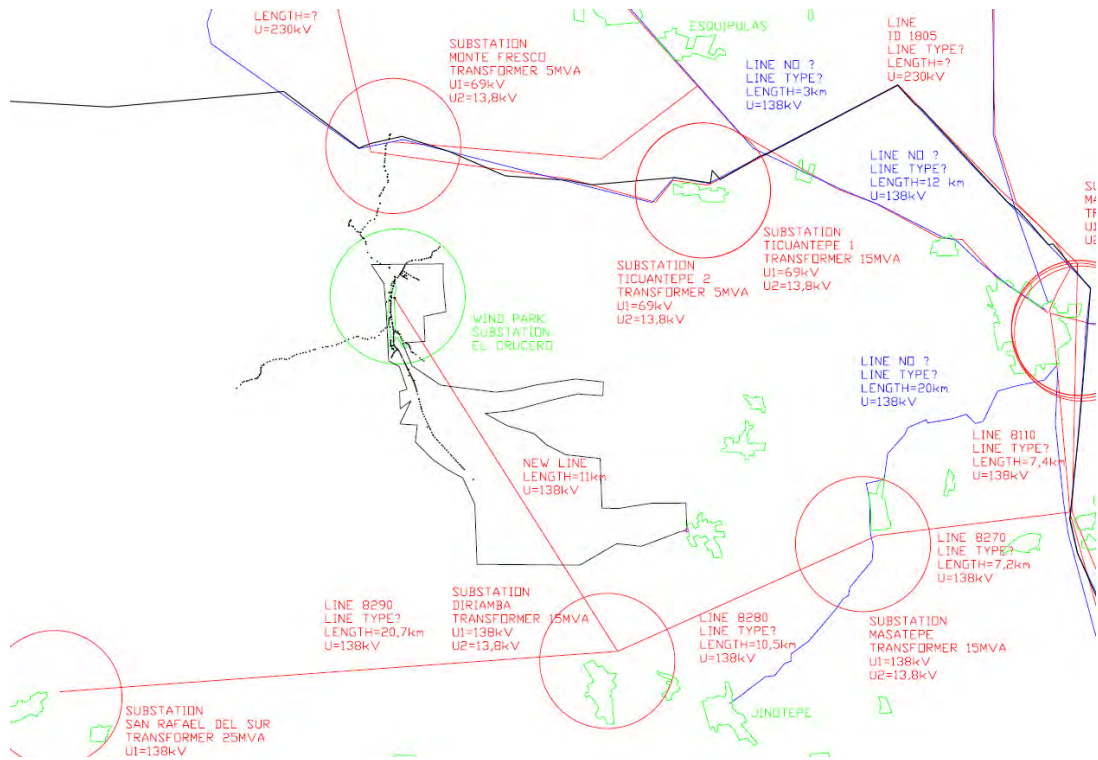 LENGTH=?
U=230kV
SUBSTATION
MONTE FRESCO
TRANSFORMER 5MVA
U1=69kV
U2=13,8kV
ESQUIPULAS
LINE NO ?
LINE TYPE?
LENGTH=3km
U=138kV
LINE
ID 1805
LINE TYPE?
LENGTH=?
U=230kV
LINE NO ?
LINE TYPE?
LENGTH=12 km
U=138kV
SUBSTATION
TICUANTEPE 1
TRANSFORMER 15MVA
U1=69kV
U2=13,8kV
SUBSTATION
TICUANTEPE 2
TRANSFORMER 5MVA
U1=69kV
U2=13,8kV
SU
MA
TR
U1
U2
WIND PARK
SUBSTATION
EL CRUCERO
LINE NO ?
LINE TYPE?
LENGTH=20km
U=138kV
LINE 8110
LINE TYPE?
LENGTH=7,4km
U=138kV
NEW LINE
LENGTH=11km
U=138kV
LINE 8270
LINE TYPE?
LENGTH=7,2km
U=138kV
LINE 8290
LINE TYPE?
LENGTH=20,7km
U=138kV
SUBSTATION
DIRIAMBA
TRANSFORMER 15MVA
U1=138kV
U2=13,8kV
LINE 8280
LINE TYPE?
LENGTH=10,5km
U=138kV
SUBSTATION
MASATEPE
TRANSFORMER 15MVA
U1=138kV
U2=13,8kV
JINOTEPE
SUBSTATION
SAN RAFAEL DEL SUR
TRANSFORMER 25MVA
U1=138kV